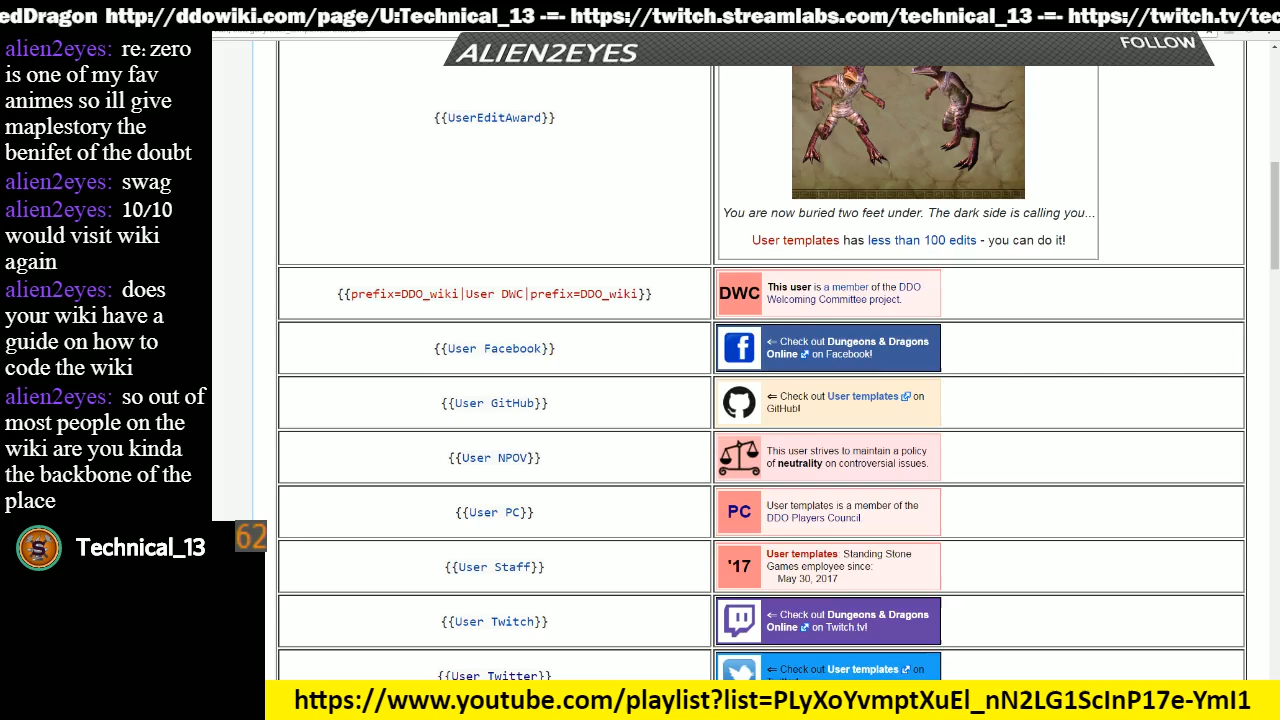 edDragon http://ddowiki.com/page/U:Technical_13 -=- https://twitch.streamlabs.com/technical_13 -=- https://twitch.tv/tec
ALIEN2EYES
FOLLOW
alien2eyes: re: zero
is one of my fav
animes so ill give
maplestory the
benifet of the doubt
alien2eyes: swag
alien2eyes: 10/10
would visit wiki
again
alien2eyes: does
your wiki have a
guide on how to
code the wiki
alien2eyes: so out of
most people on the
wiki are you kinda
the backbone of the
place
S
Technical_13
62
{{UserEditAward}}
You are now buried two feet under. The dark side is calling you...
User templates has less than 100 edits - you can do it!
{{prefix=DDO_wiki|User DWC|prefix=DDO_wiki}}
DWC
This user is a member of the DDO
Welcoming Committee project.
{{User Facebook}}
⇐ Check out Dungeons & Dragons
Online on Facebook!
{{User GitHub}}
⇐ Check out User templates on
GitHub!
{{User NPOV}}
This user strives to maintain a policy
of neutrality on controversial issues.
{{User PC}}
PC
User templates is a member of the
DDO Players Council
{{User Staff}}
'17
User templates Standing Stone
Games employee since:
May 30, 2017
{{User Twitch}}
⇐ Check out Dungeons & Dragons
Online on Twitch.tv!
{{User Twitter}}
⇐ Check out User templates on
https://www.youtube.com/playlist?list=PLyXoYvmptXuEl_nN2LG1ScInP17e-YmI1